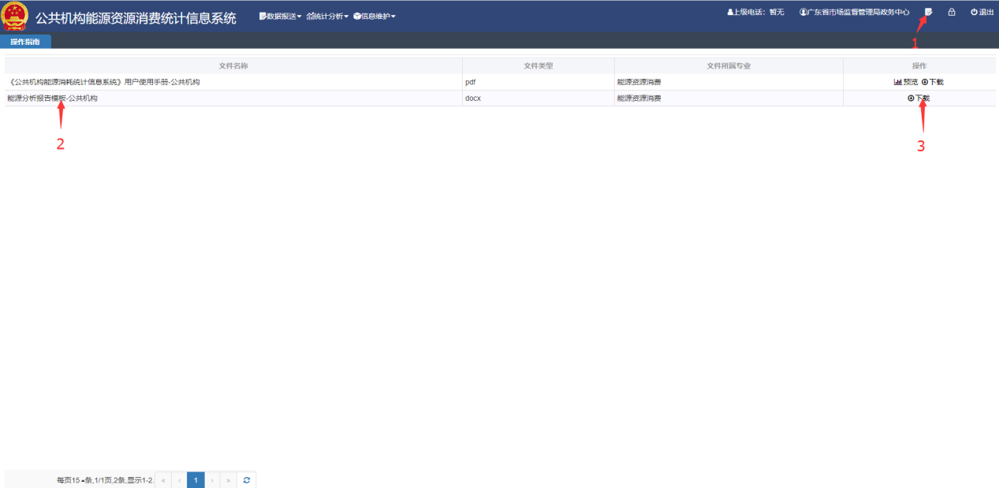 公共机构能源资源消费统计信息系统 数据报送 统计分析 信息维护 上级电话：暂无 广东省市场监督管理局政务中心 退出
1
操作指南
文件名称 文件类型 文件所属专业 操作
《公共机构能源消耗统计信息系统》用户使用手册-公共机构 pdf 能源资源消费 预览 下载
能源分析报告模板-公共机构 docx 能源资源消费 下载
2 3
每页15条,1/1页,2条,显示1-2. « ‹ 1 › »